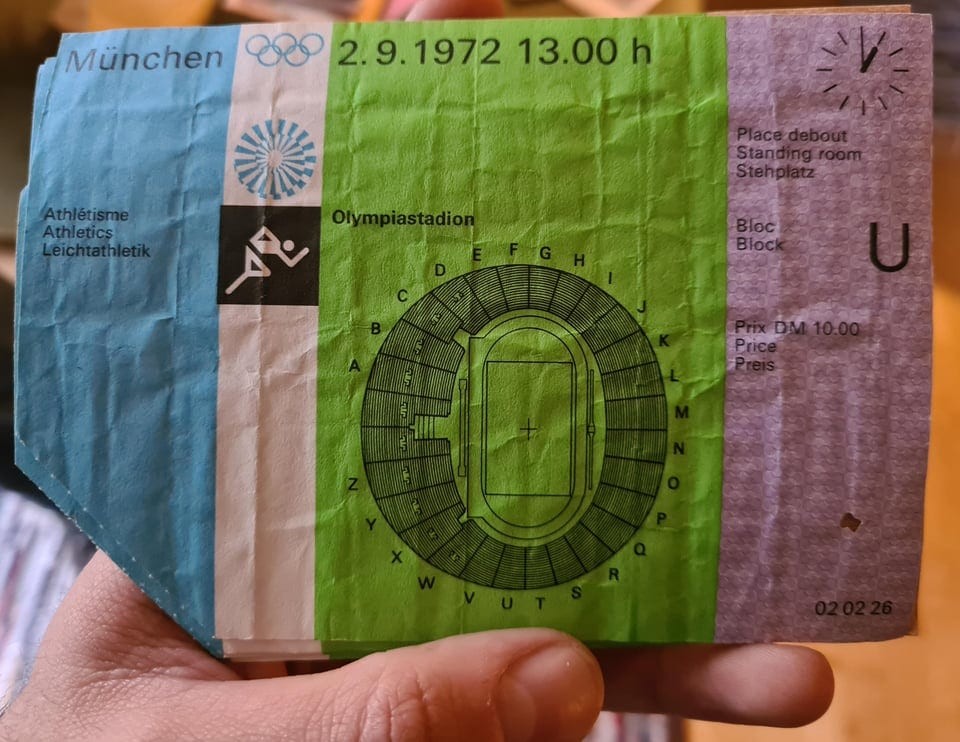 München
2.9.1972 13.00 h
Athlétisme
Athletics
Leichtathletik
Olympiastadion
A
B
C
D
E
F
G
H
I
J
K
L
M
N
O
P
Q
R
S
T
U
V
W
X
Y
Z
Place debout
Standing room
Stehplatz
Bloc
Block
U
Prix DM 10.00
Price
Preis
02 02 26